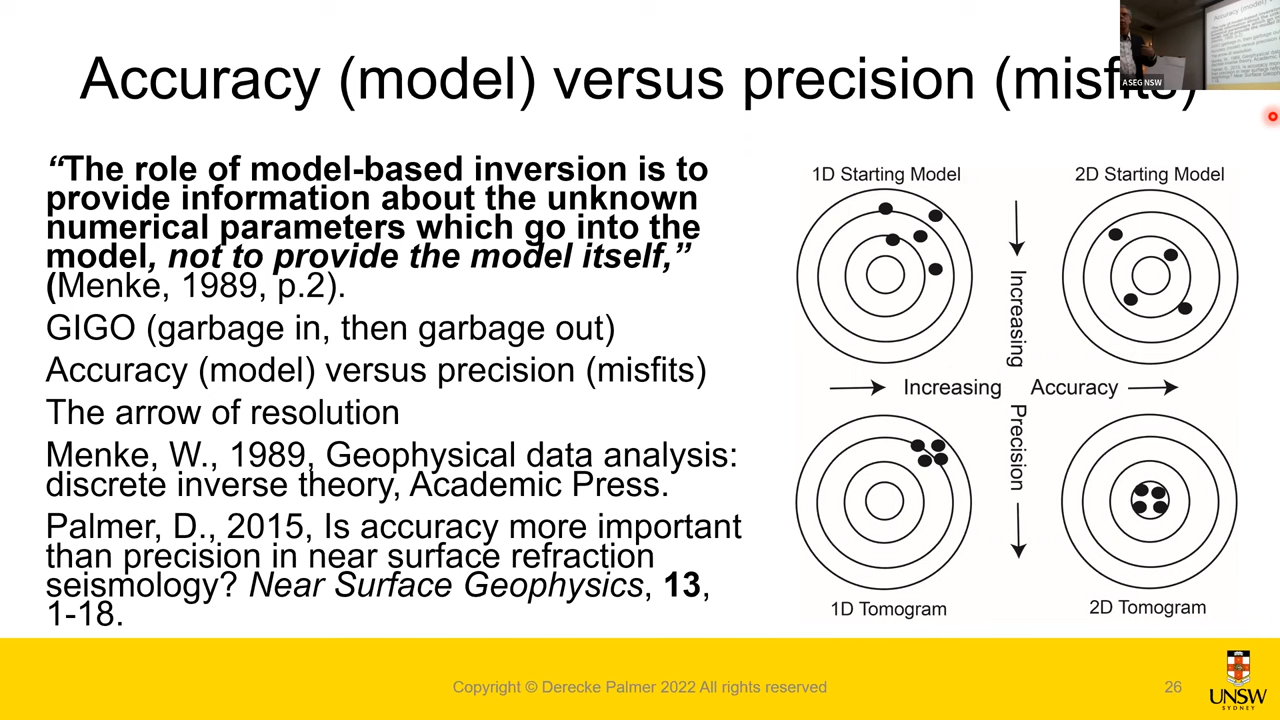 Accuracy (model) versus precision (misfits)
ASEG NSW
“The role of model-based inversion is to
provide information about the unknown
numerical parameters which go into the
model, not to provide the model itself,”
(Menke, 1989, p.2).
GIGO (garbage in, then garbage out)
Accuracy (model) versus precision (misfits)
The arrow of resolution
Menke, W., 1989, Geophysical data analysis:
discrete inverse theory, Academic Press.
Palmer, D., 2015, Is accuracy more important
than precision in near surface refraction
seismology? Near Surface Geophysics, 13,
1-18.
1D Starting Model
2D Starting Model
Increasing Accuracy
Increasing Precision
1D Tomogram
2D Tomogram
Copyright © Derecke Palmer 2022 All rights reserved
26
UNSW
SYDNEY